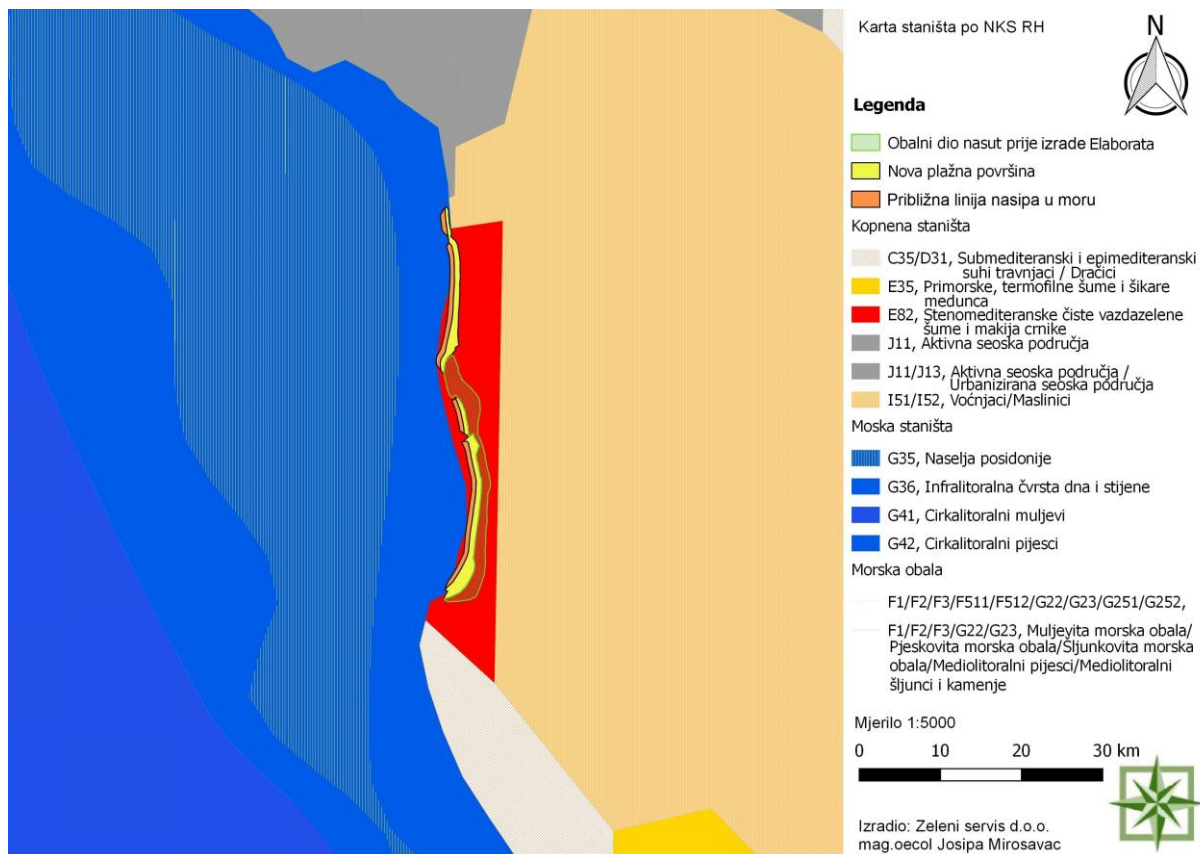 Karta staništa po NKS RH
N
Legenda
Obalni dio nasut prije izrade Elaborata
Nova plažna površina
Približna linija nasipa u moru
Kopnena staništa
C35/D31, Submediteranski i epimediteranski
suhi travnjaci / Dračici
E35, Primorske, termofilne šume i šikare
medunca
E82, Stenomediteranske čiste vazdazelene
šume i makija crnike
J11, Aktivna seoska područja
J11/J13, Aktivna seoska područja /
Urbanizirana seoska područja
I51/I52, Voćnjaci/Maslinici
Moska staništa
G35, Naselja posidonije
G36, Infralitoralna čvrsta dna i stijene
G41, Cirkalitoralni muljevi
G42, Cirkalitoralni pijesci
Morska obala
F1/F2/F3/F511/F512/G22/G23/G251/G252,
F1/F2/F3/G22/G23, Muljevita morska obala/
Pjeskovita morska obala/Šljunkovita morska
obala/Mediolitoralni pijesci/Mediolitoralni
šljunci i kamenje
Mjerilo 1:5000
0 10 20 30 km
Izradio: Zeleni servis d.o.o.
mag.oecol Josipa Mirosavac